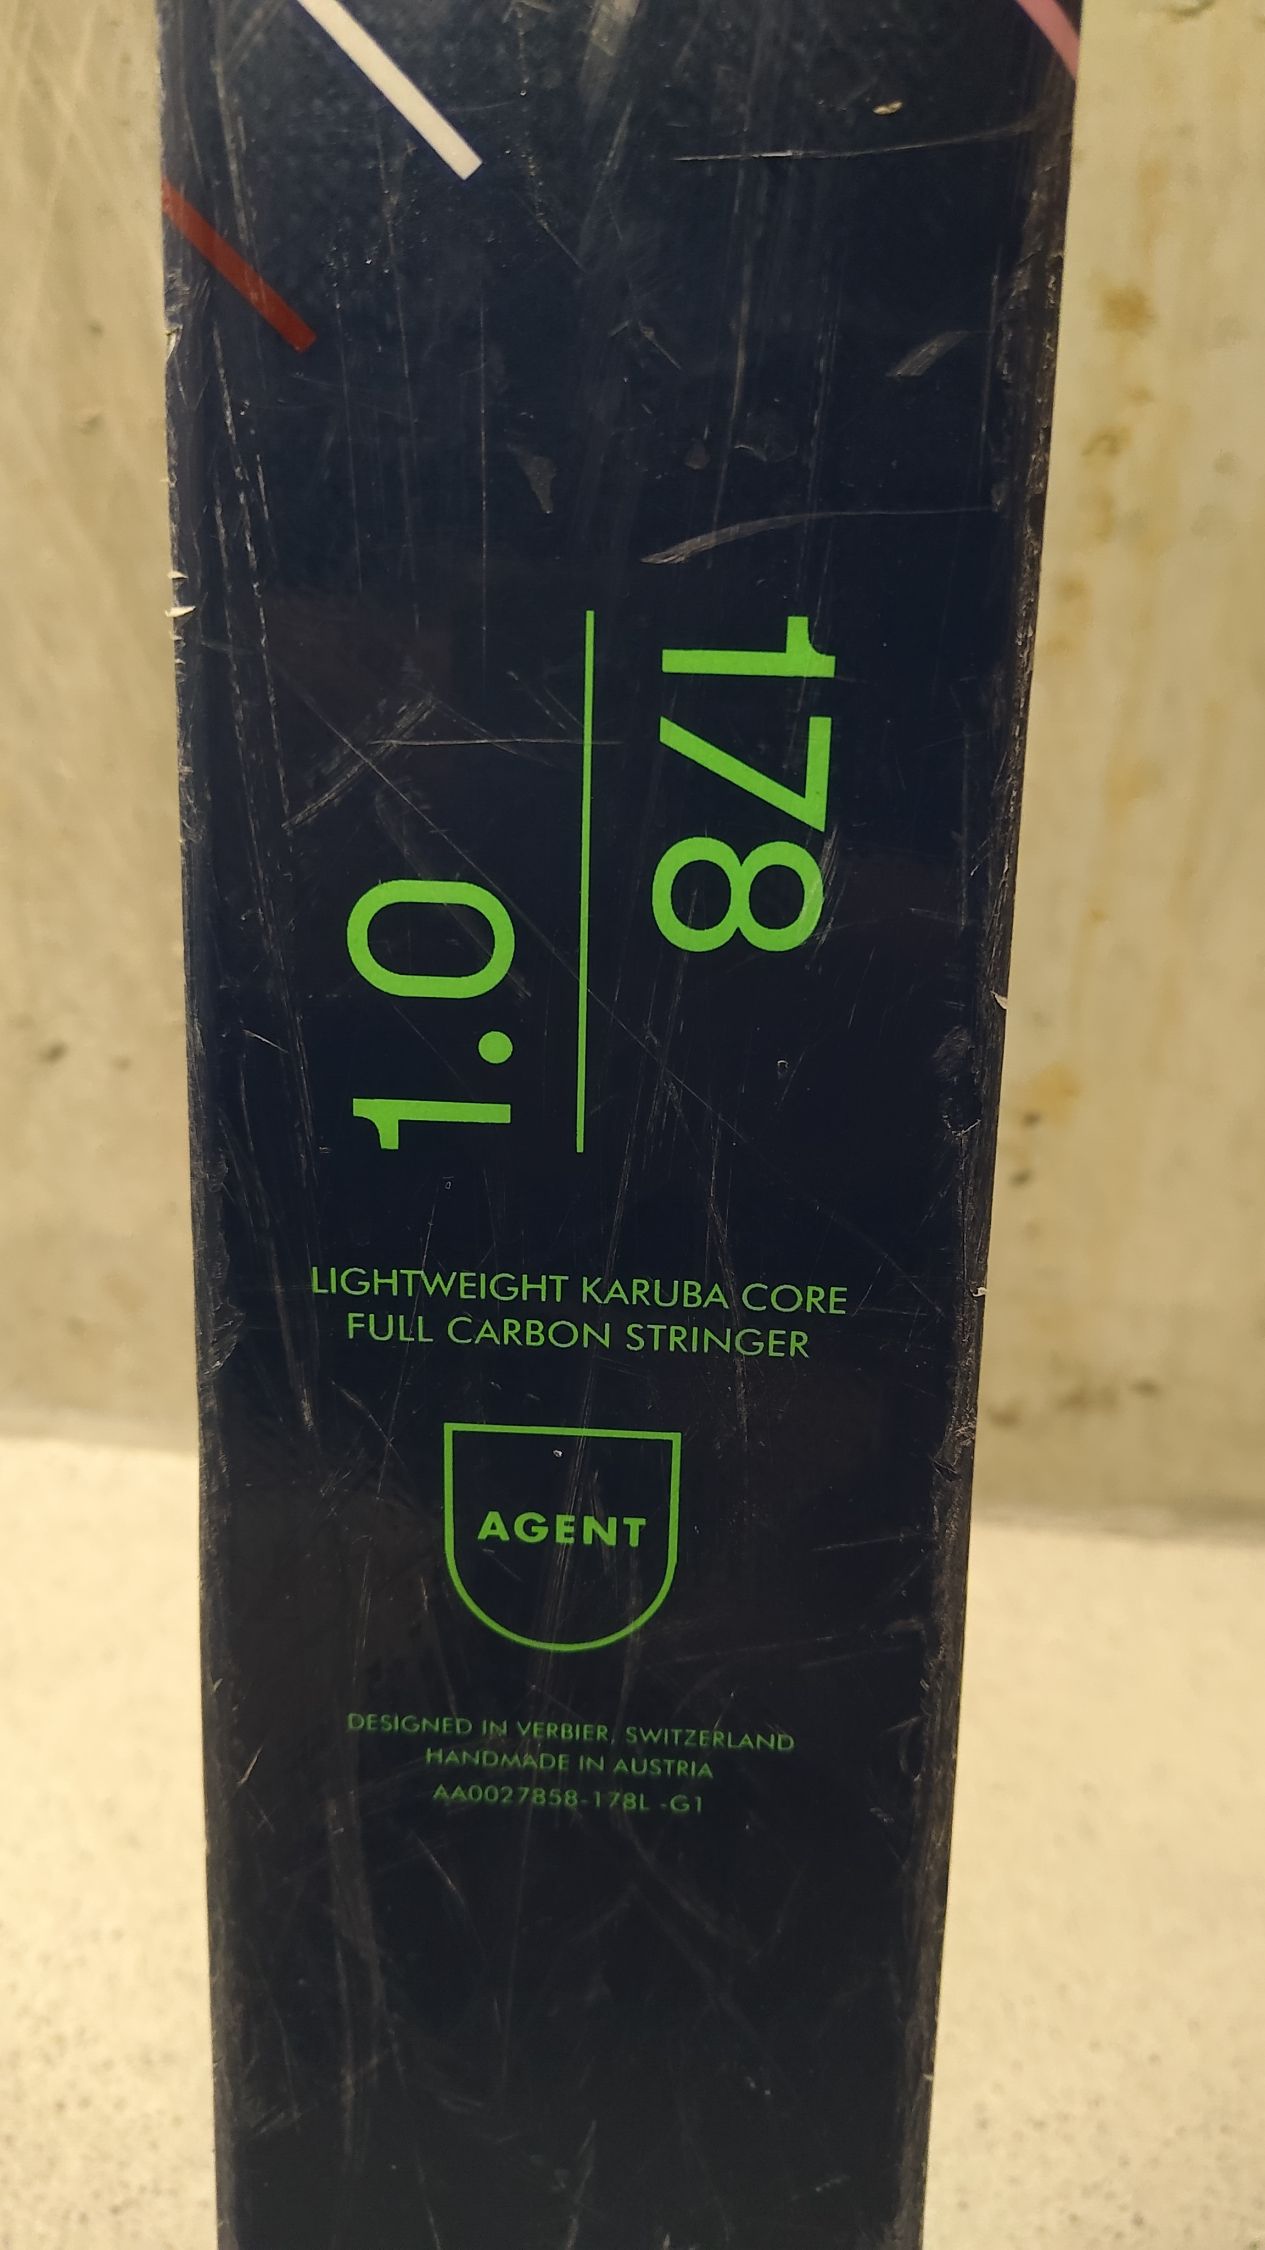 178
1.0
LIGHTWEIGHT KARUBA CORE
FULL CARBON STRINGER
AGENT
DESIGNED IN VERBIER, SWITZERLAND
HANDMADE IN AUSTRIA
AA0027858-178L -G1